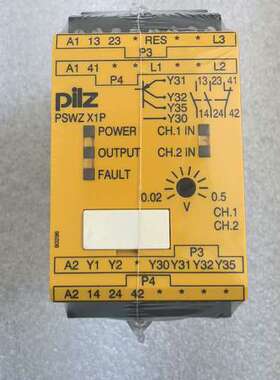 A1 13 23 * RES * * L3
P3
A1 41 * * L1 * * L2
P4
Y31
Y32
Y35
Y30
13 23 41
14 24 42
pilz
PSWZ X1P
POWER
OUTPUT
FAULT
CH.1 IN
CH.2 IN
0.02
0.5
V
CH.1
CH.2
P3
A2 Y1 Y2 * Y30 Y31 Y32 Y35
P4
A2 14 24 42 * * * *